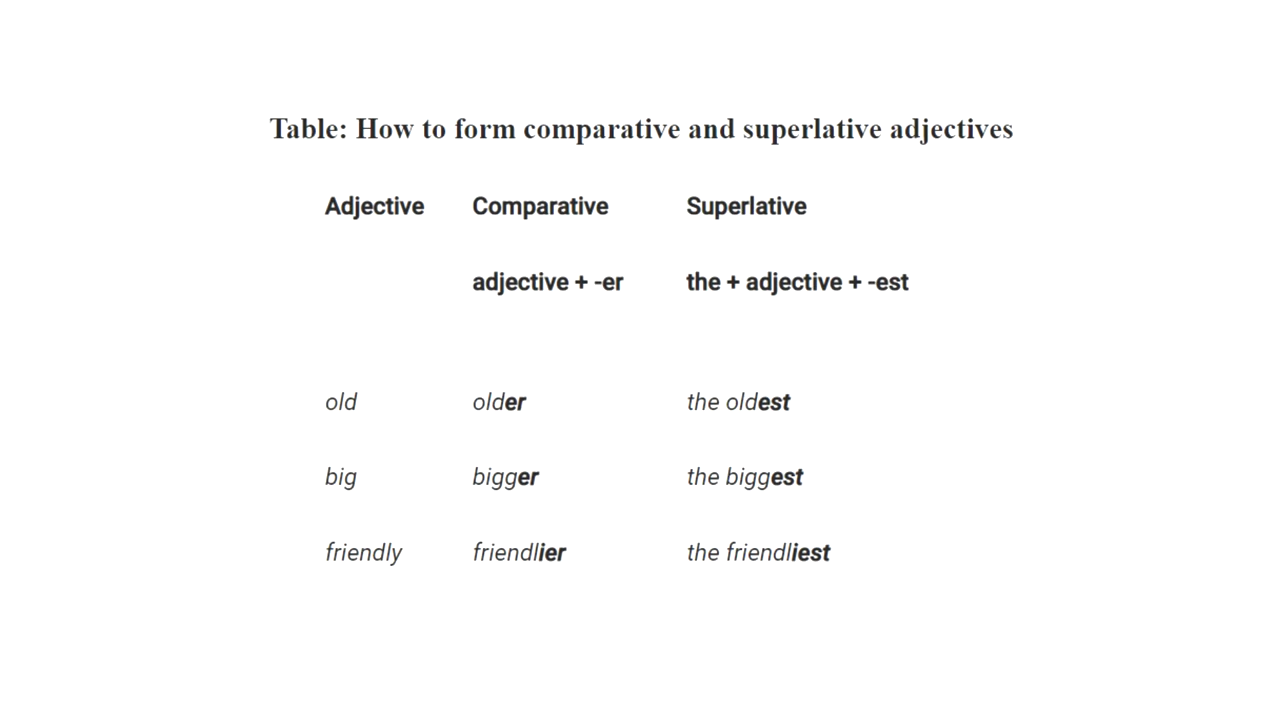 Table: How to form comparative and superlative adjectives
Adjective Comparative Superlative
adjective + -er the + adjective + -est
old older the oldest
big bigger the biggest
friendly friendlier the friendliest